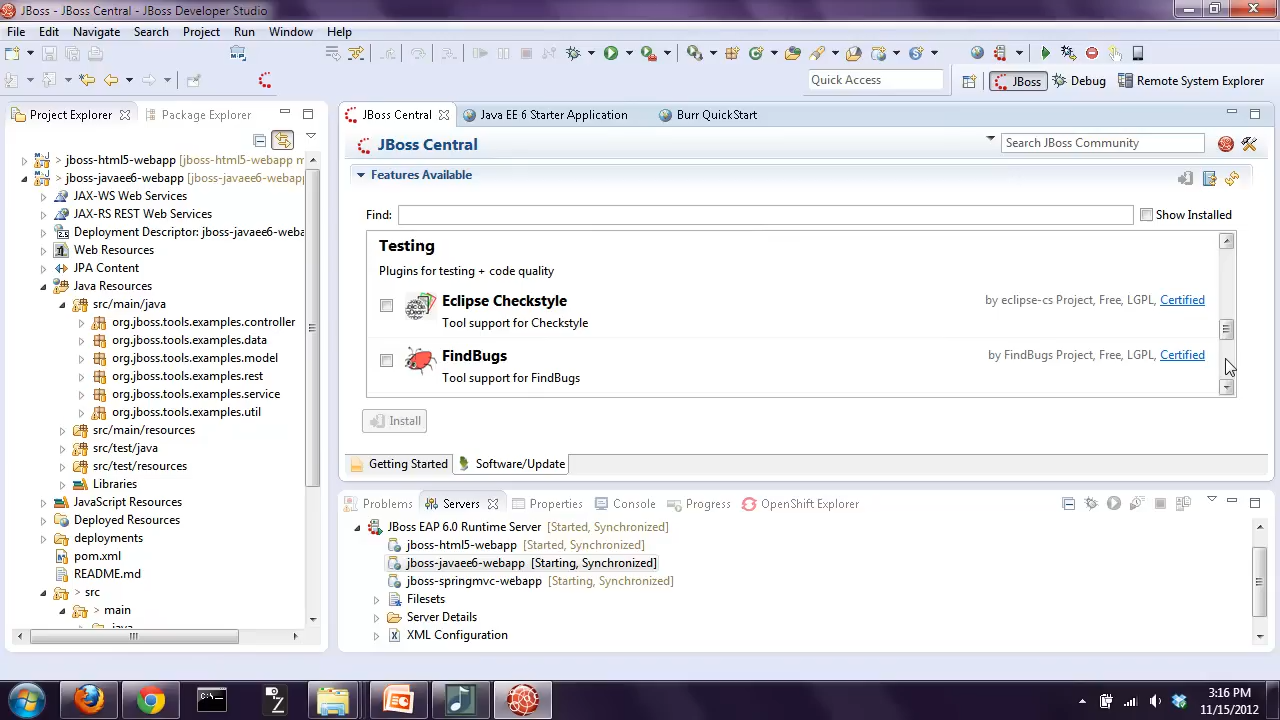 JBoss - JBoss Central - JBoss Developer Studio
File Edit Navigate Search Project Run Window Help
Quick Access
JBoss Debug Remote System Explorer
Project Explorer Package Explorer
jboss-html5-webapp [jboss-html5-webapp m
jboss-javaee6-webapp [jboss-javaee6-webapp
JAX-WS Web Services
JAX-RS REST Web Services
Deployment Descriptor: jboss-javaee6-weba
Web Resources
JPA Content
Java Resources
src/main/java
org.jboss.tools.examples.controller
org.jboss.tools.examples.data
org.jboss.tools.examples.model
org.jboss.tools.examples.rest
org.jboss.tools.examples.service
org.jboss.tools.examples.util
src/main/resources
src/test/java
src/test/resources
Libraries
JavaScript Resources
Deployed Resources
deployments
pom.xml
README.md
> src
> main
java
JBoss Central Java EE 6 Starter Application Burr QuickStart
JBoss Central
Search JBoss Community
Features Available
Find:
Show Installed
Testing
Plugins for testing + code quality
Eclipse Checkstyle
by eclipse-cs Project, Free, LGPL, Certified
Tool support for Checkstyle
FindBugs
by FindBugs Project, Free, LGPL, Certified
Tool support for FindBugs
Install
Getting Started Software/Update
Problems Servers Properties Console Progress OpenShift Explorer
JBoss EAP 6.0 Runtime Server [Started, Synchronized]
jboss-html5-webapp [Started, Synchronized]
jboss-javaee6-webapp [Starting, Synchronized]
jboss-springmvc-webapp [Starting, Synchronized]
Filesets
Server Details
XML Configuration
3:16 PM
11/15/2012